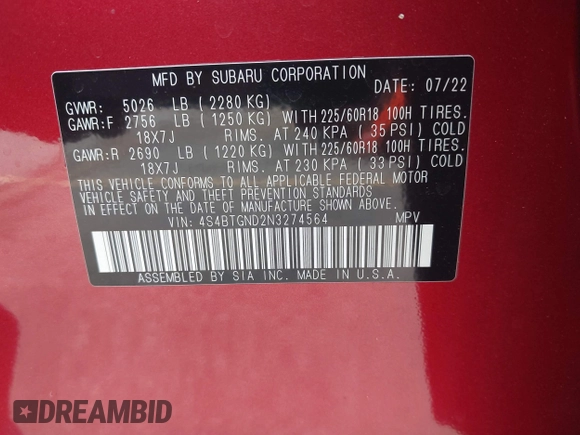 MFD BY SUBARU CORPORATION
DATE: 07/22
GVWR: 5026 LB ( 2280 KG)
GAWR:F 2756 LB ( 1250 KG) WITH 225/60R18 100H TIRES.
18X7J RIMS. AT 240 KPA ( 35 PSI) COLD
GAWR:R 2690 LB ( 1220 KG) WITH 225/60R18 100H TIRES.
18X7J RIMS. AT 230 KPA ( 33 PSI) COLD
THIS VEHICLE CONFORMS TO ALL APPLICABLE FEDERAL MOTOR
VEHICLE SAFETY AND THEFT PREVENTION STANDARDS
IN EFFECT ON THE DATE OF MANUFACTURE SHOWN ABOVE.
VIN: 4S4BTGND2N3274564 MPV
ASSEMBLED BY SIA INC. MADE IN U.S.A.
DREAMBID